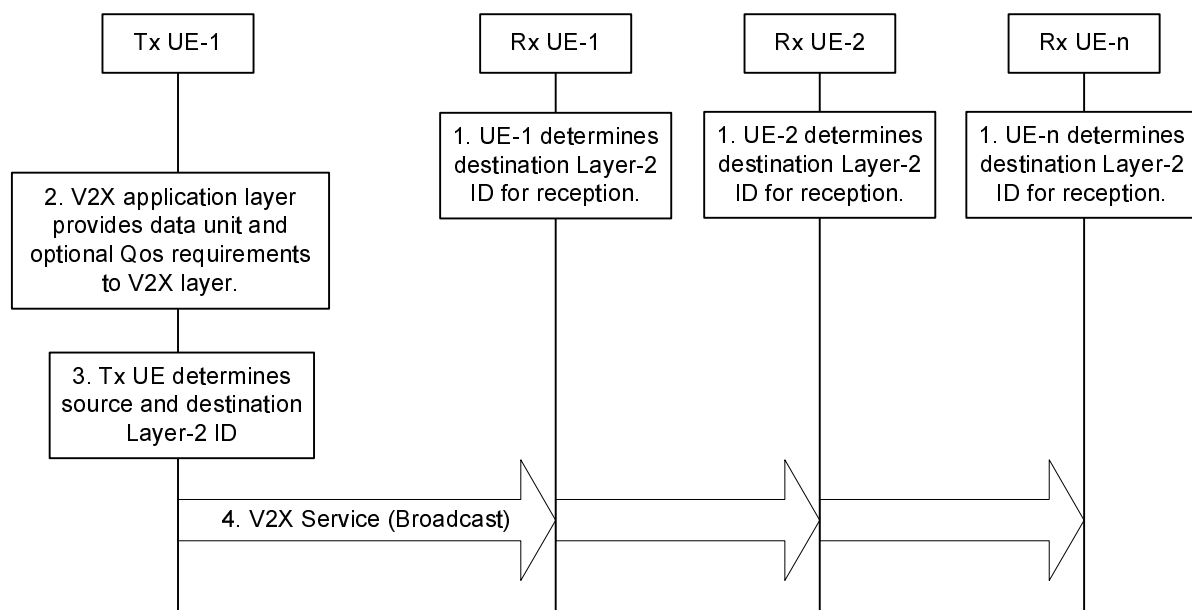 Tx UE-1
Rx UE-1
Rx UE-2
Rx UE-n
1. UE-1 determines
destination Layer-2
ID for reception.
1. UE-2 determines
destination Layer-2
ID for reception.
1. UE-n determines
destination Layer-2
ID for reception.
2. V2X application layer
provides data unit and
optional Qos requirements
to V2X layer.
3. Tx UE determines
source and destination
Layer-2 ID
4. V2X Service (Broadcast)